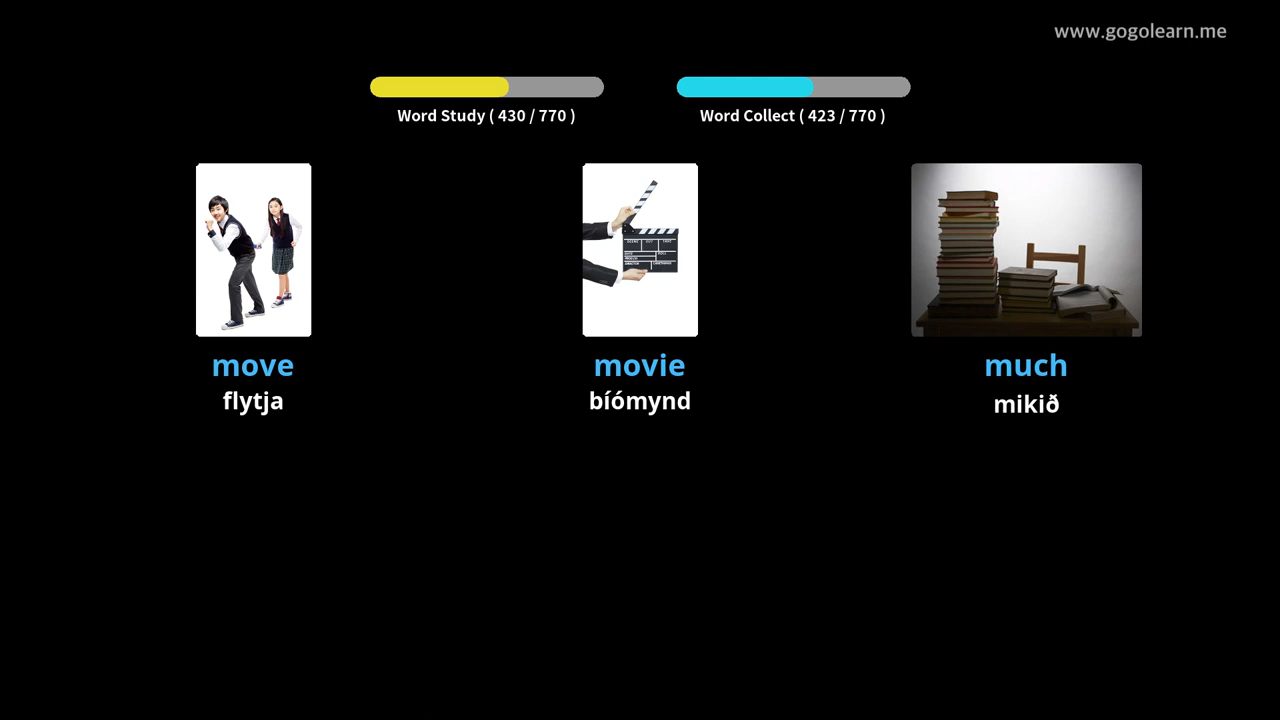 www.gogolearn.me
Word Study ( 430 / 770 )
Word Collect ( 423 / 770 )
move
flytja
movie
bíómynd
much
mikið